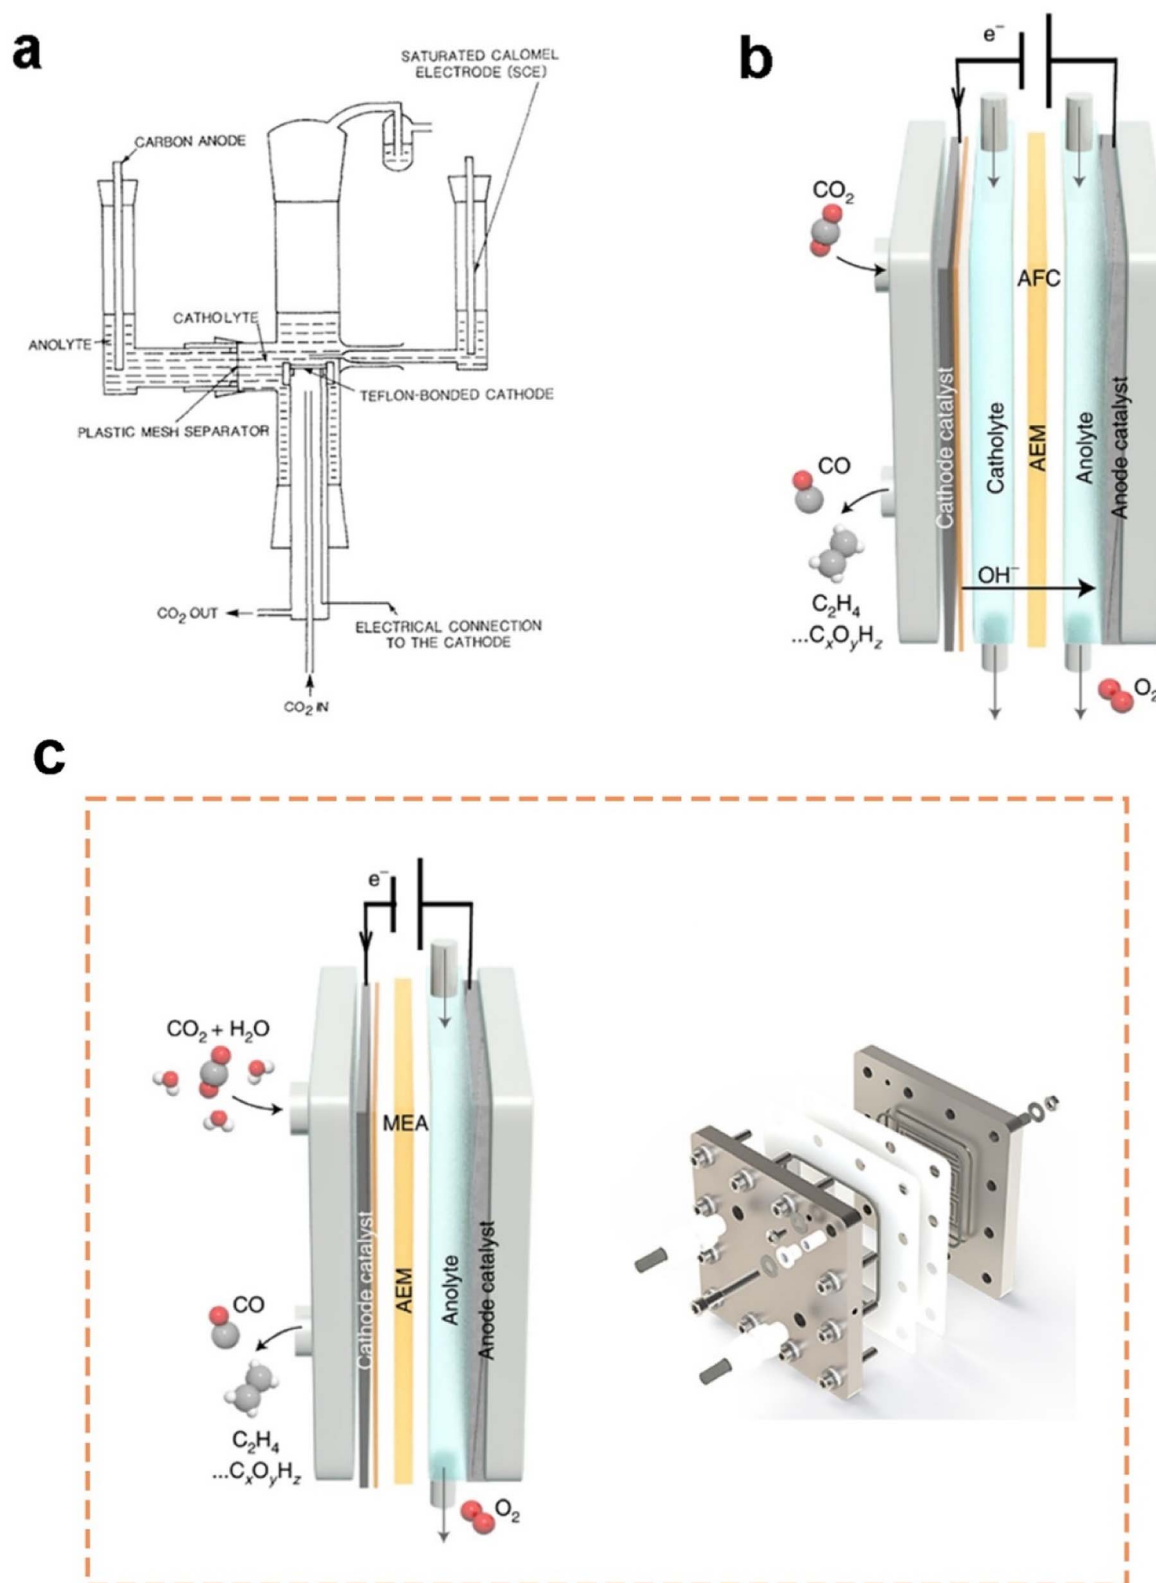 a
SATURATED CALOMEL
ELECTRODE (SCE)
CARBON ANODE
CATHOLYTE
ANOLYTE
TEFLON-BONDED CATHODE
PLASTIC MESH SEPARATOR
CO2 OUT
ELECTRICAL CONNECTION
TO THE CATHODE
CO2 IN
b
e−
CO2
AFC
Cathode catalyst
Catholyte
AEM
Anolyte
Anode catalyst
CO
OH−
C2H4
...CxOyHz
O2
c
e−
CO2 + H2O
MEA
Cathode catalyst
AEM
Anolyte
Anode catalyst
CO
C2H4
...CxOyHz
O2